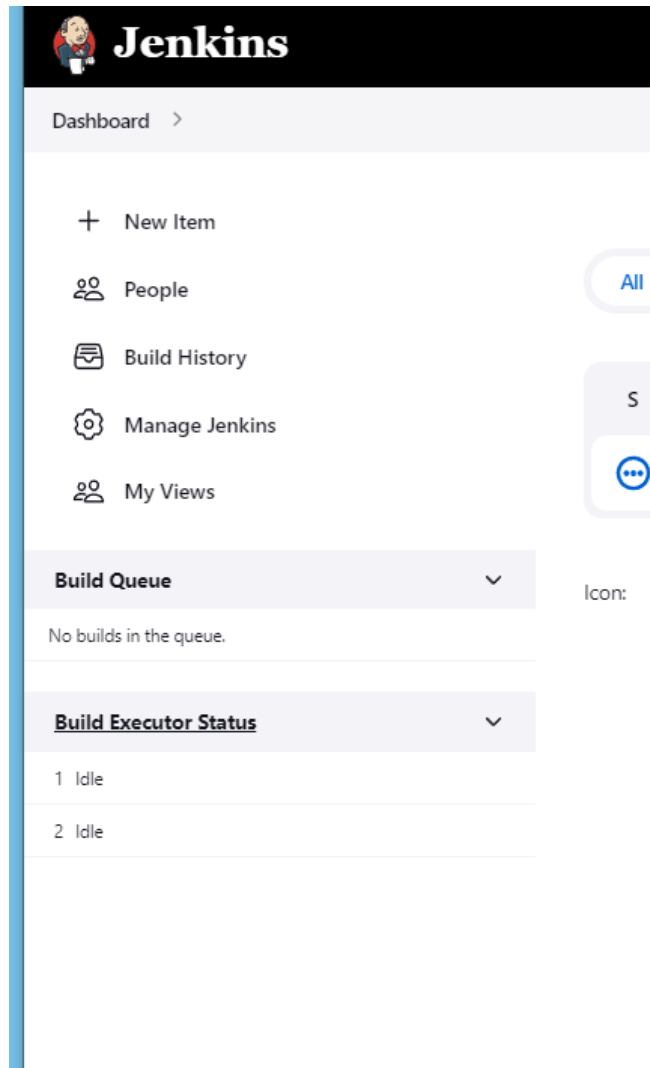 Jenkins
Dashboard
New Item
People
Build History
Manage Jenkins
My Views
All
S
Build Queue
Icon:
No builds in the queue.
Build Executor Status
1 Idle
2 Idle